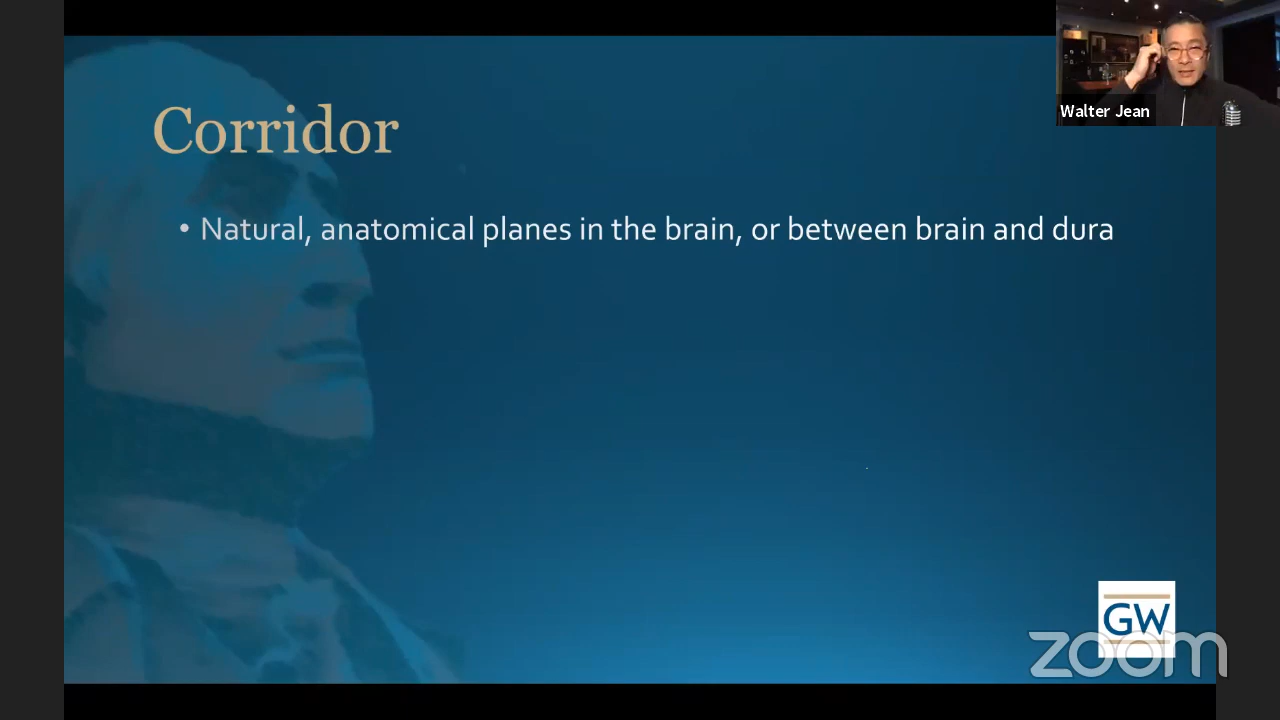 Walter Jean
Corridor
• Natural, anatomical planes in the brain, or between brain and dura
GW
zoom